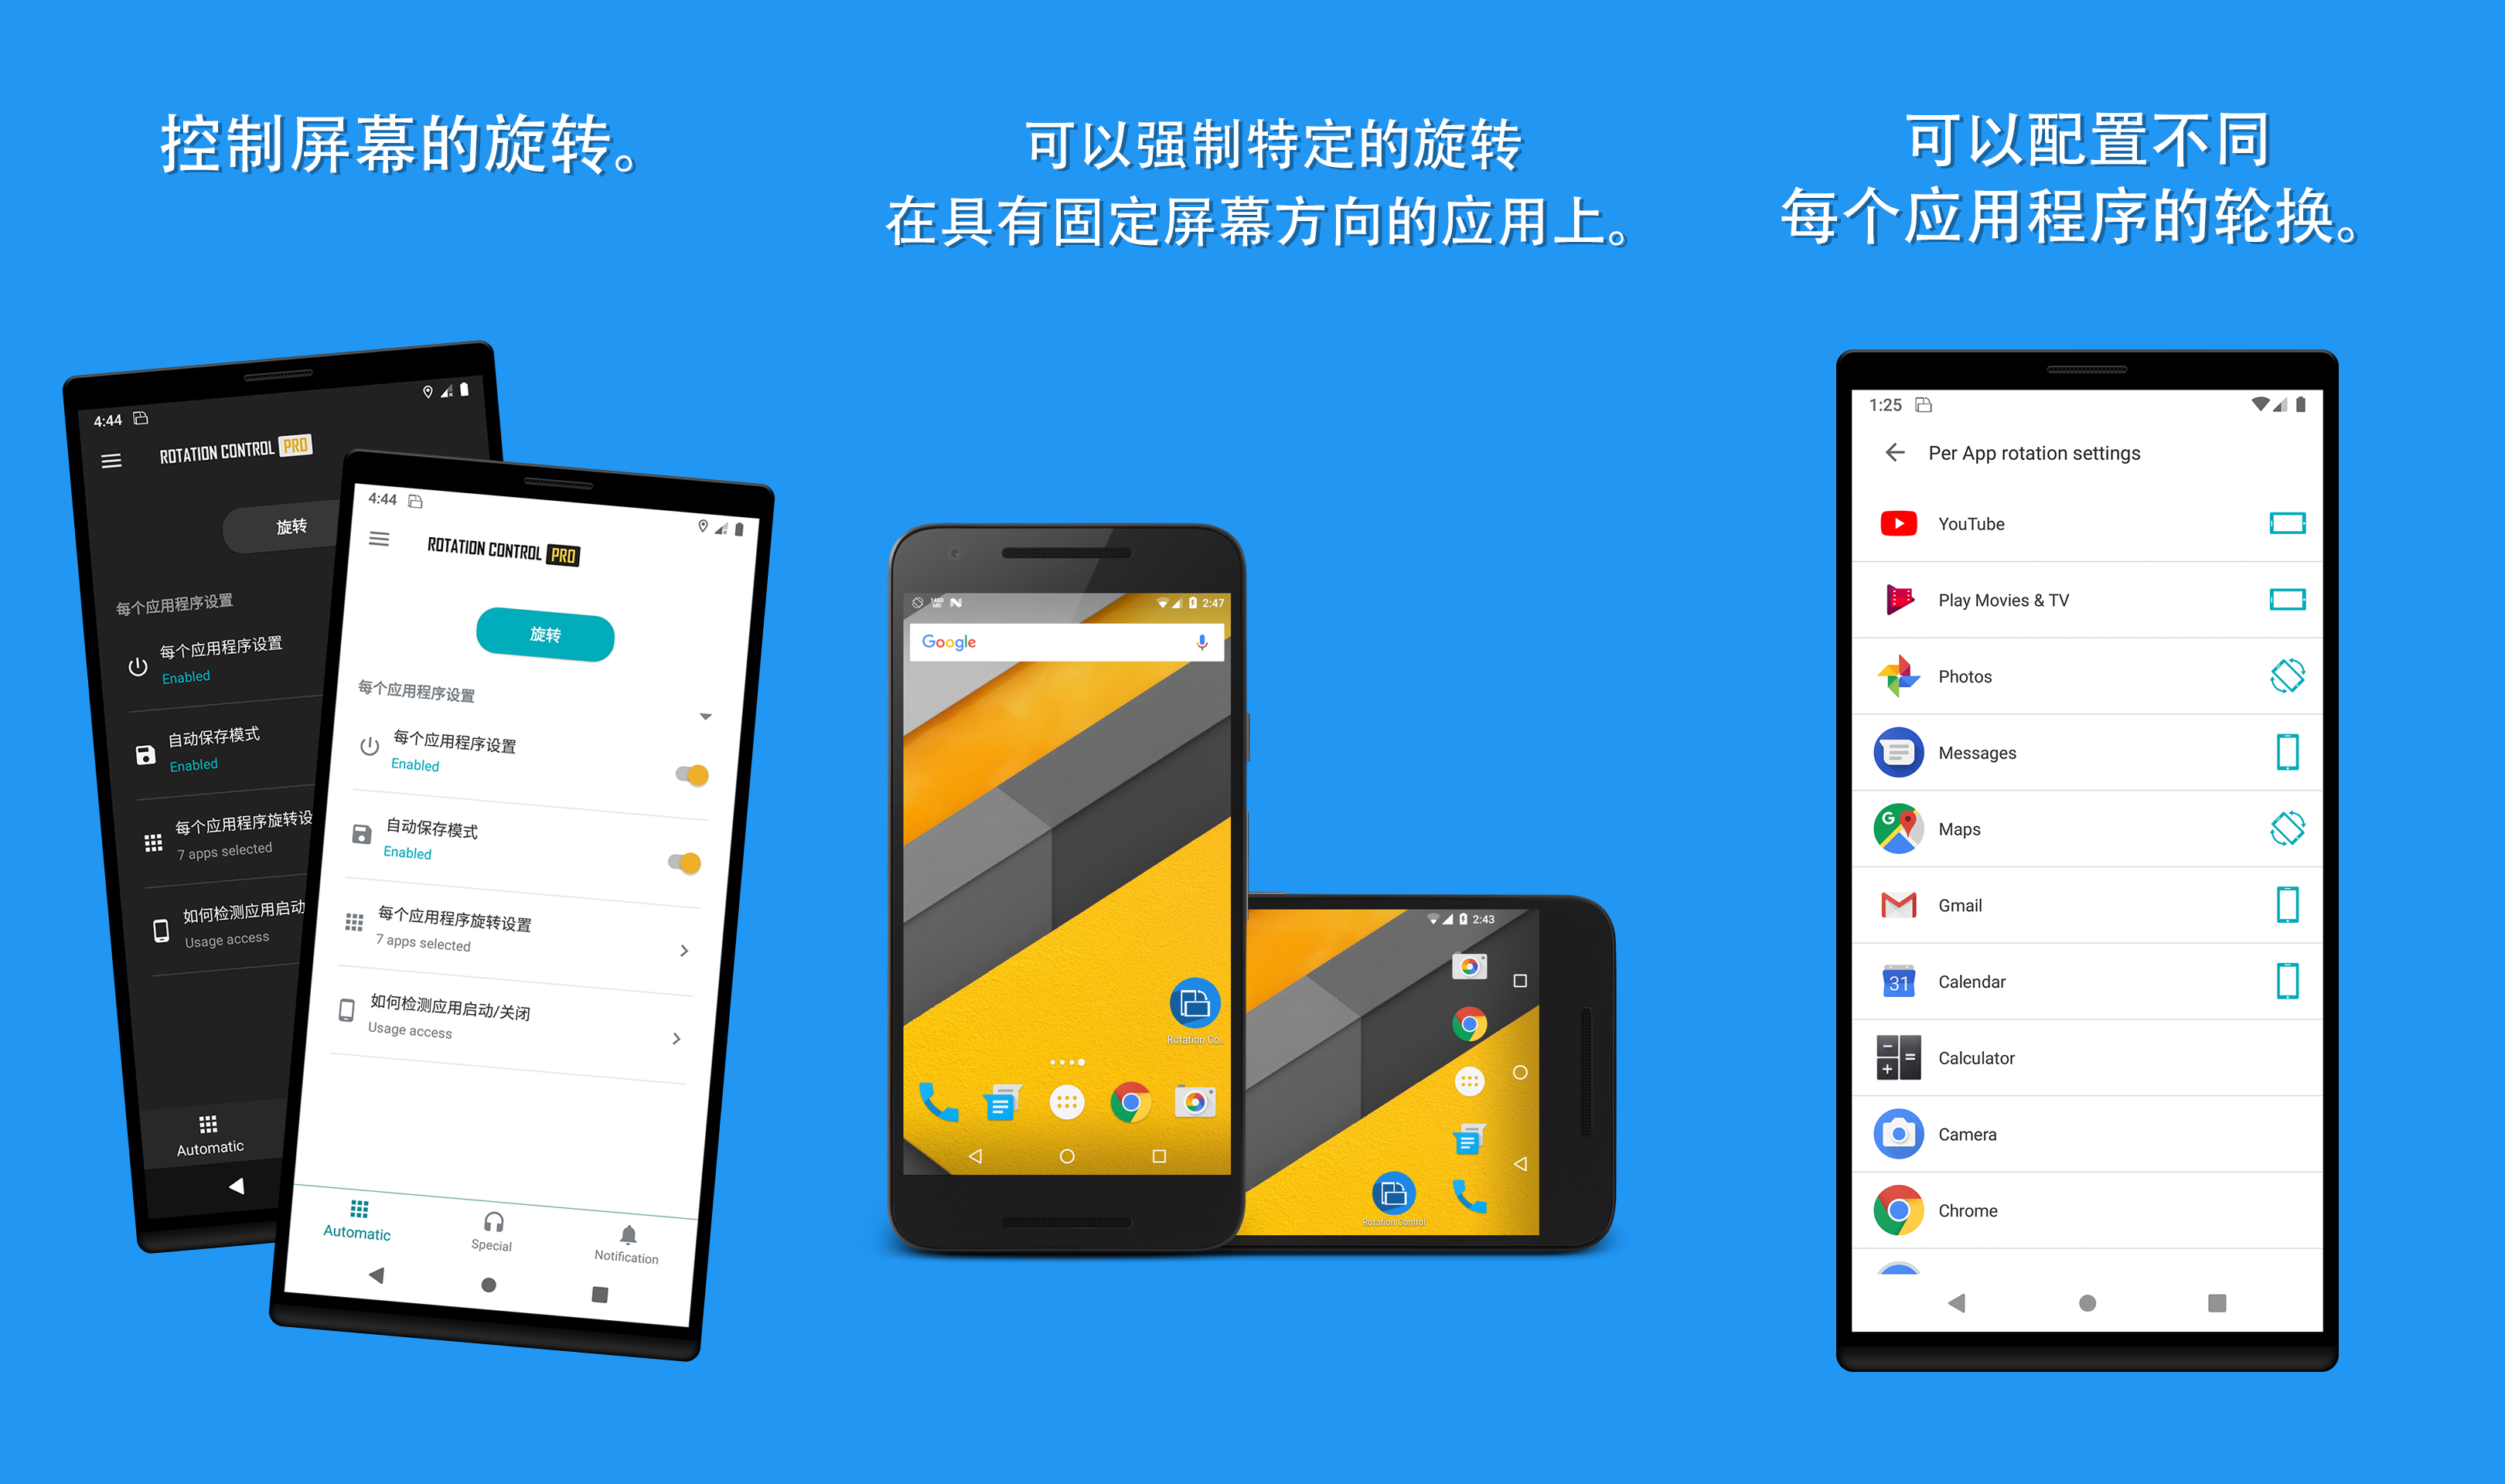 控制屏幕的旋转。
4:44
ROTATION CONTROL PRO
旋转
每个应用程序设置
每个应用程序设置
Enabled
自动保存模式
Enabled
每个应用程序旋转设
7 apps selected
如何检测应用启动
Usage access
Automatic
4:44
ROTATION CONTROL PRO
旋转
每个应用程序设置
每个应用程序设置
Enabled
自动保存模式
Enabled
每个应用程序旋转设置
7 apps selected
如何检测应用启动/关闭
Usage access
Automatic
Special
Notification
可以强制特定的旋转
在具有固定屏幕方向的应用上。
2:47
Google
Rotation Co..
2:43
Rotation Control
可以配置不同
每个应用程序的轮换。
1:25
Per App rotation settings
YouTube
Play Movies & TV
Photos
Messages
G
Maps
Gmail
31
Calendar
Calculator
Camera
Chrome